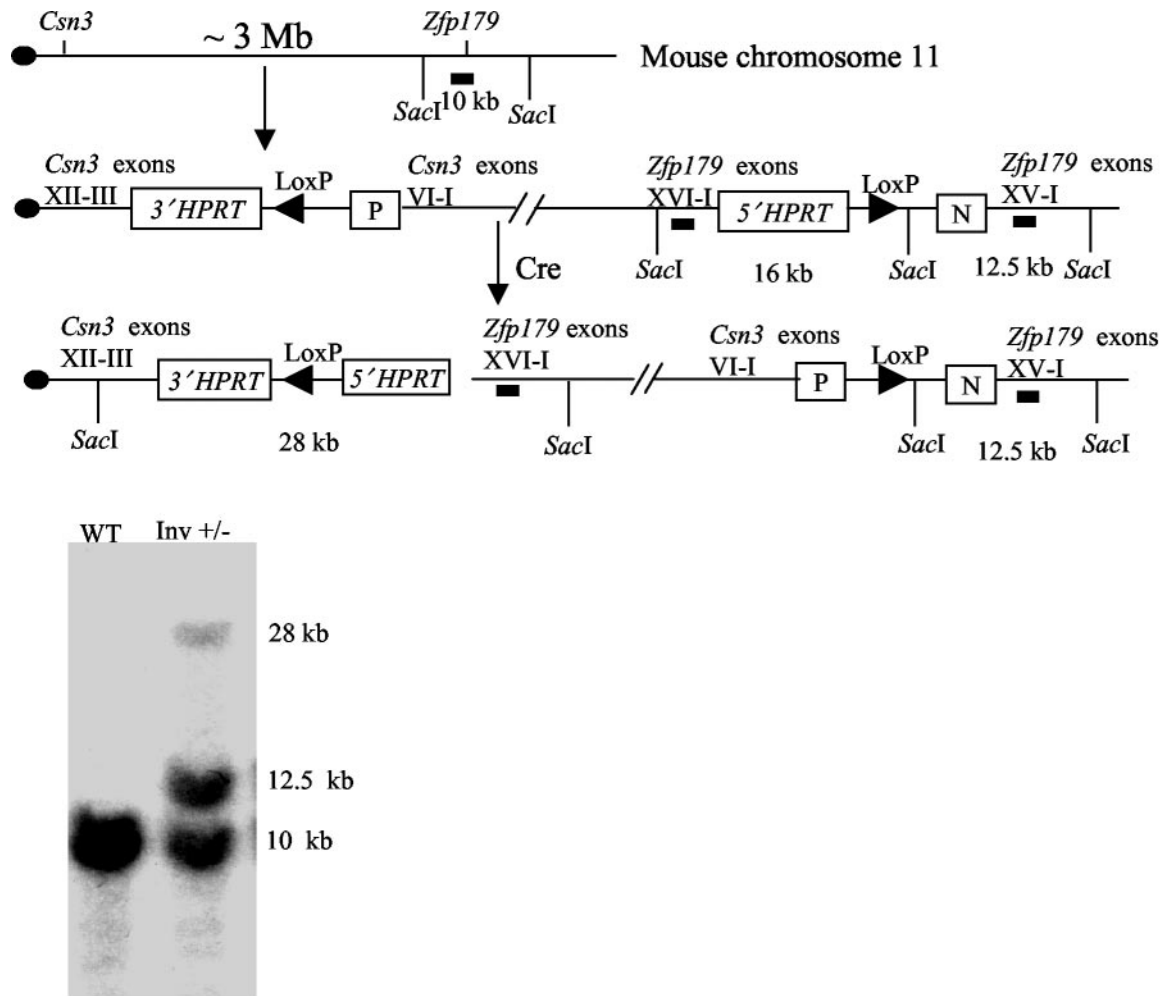 Csn3
~ 3 Mb
Zfp179
Mouse chromosome 11
SacI
10 kb
SacI
Csn3 exons
XII-III
3′HPRT
LoxP
P
Csn3 exons
VI-I
Zfp179 exons
XVI-I
5′HPRT
LoxP
N
Zfp179 exons
XV-I
SacI
16 kb
SacI
12.5 kb
SacI
Cre
Csn3 exons
XII-III
3′HPRT
LoxP
5′HPRT
Zfp179 exons
XVI-I
Csn3 exons
VI-I
P
LoxP
N
Zfp179 exons
XV-I
SacI
28 kb
SacI
SacI
12.5 kb
SacI
WT
Inv +/-
28 kb
12.5 kb
10 kb